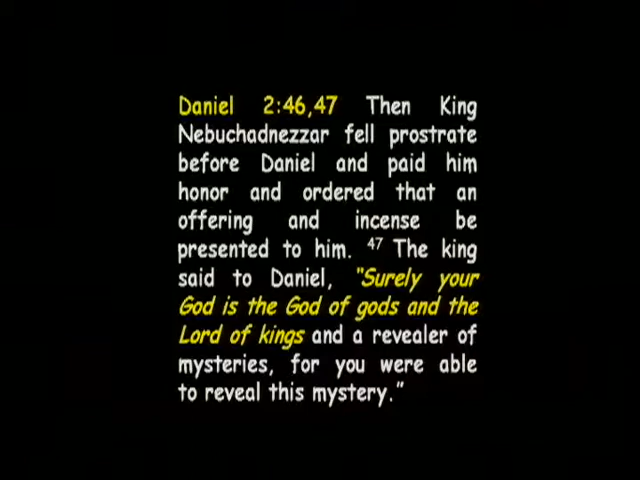 Daniel 2:46,47 Then King
Nebuchadnezzar fell prostrate
before Daniel and paid him
honor and ordered that an
offering and incense be
presented to him. 47 The king
said to Daniel, "Surely your
God is the God of gods and the
Lord of kings and a revealer of
mysteries, for you were able
to reveal this mystery."